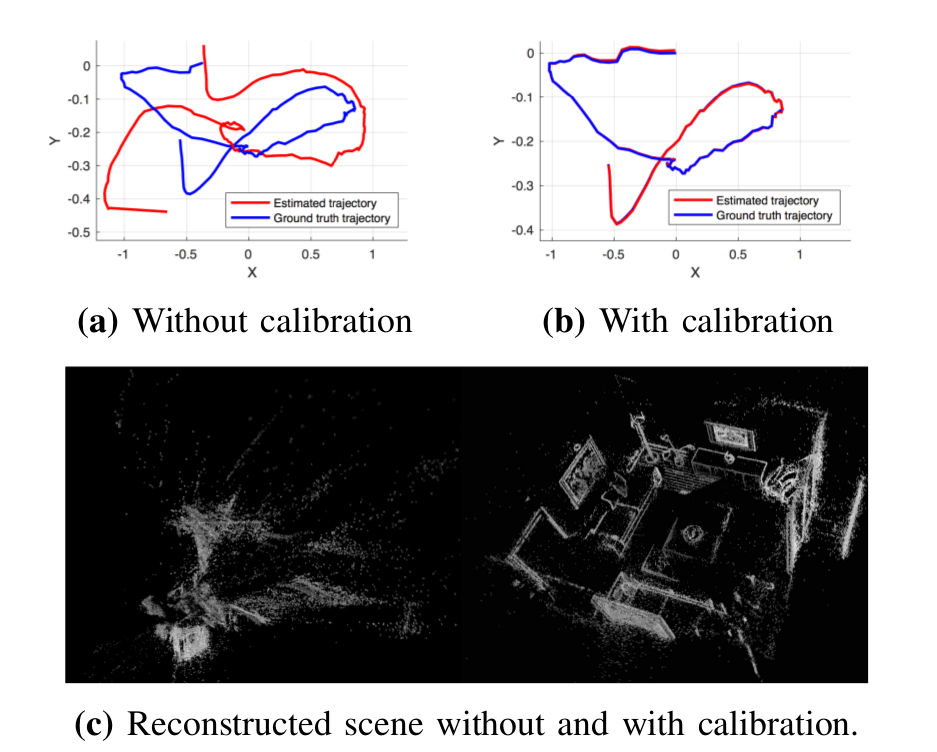 0
-0.1
-0.2
-0.3
-0.4
-0.5
Y
-1 -0.5 0 0.5 1
X
Estimated trajectory
Ground truth trajectory
(a) Without calibration
0
-0.1
-0.2
-0.3
-0.4
Y
-1 -0.5 0 0.5 1
X
Estimated trajectory
Ground truth trajectory
(b) With calibration
(c) Reconstructed scene without and with calibration.